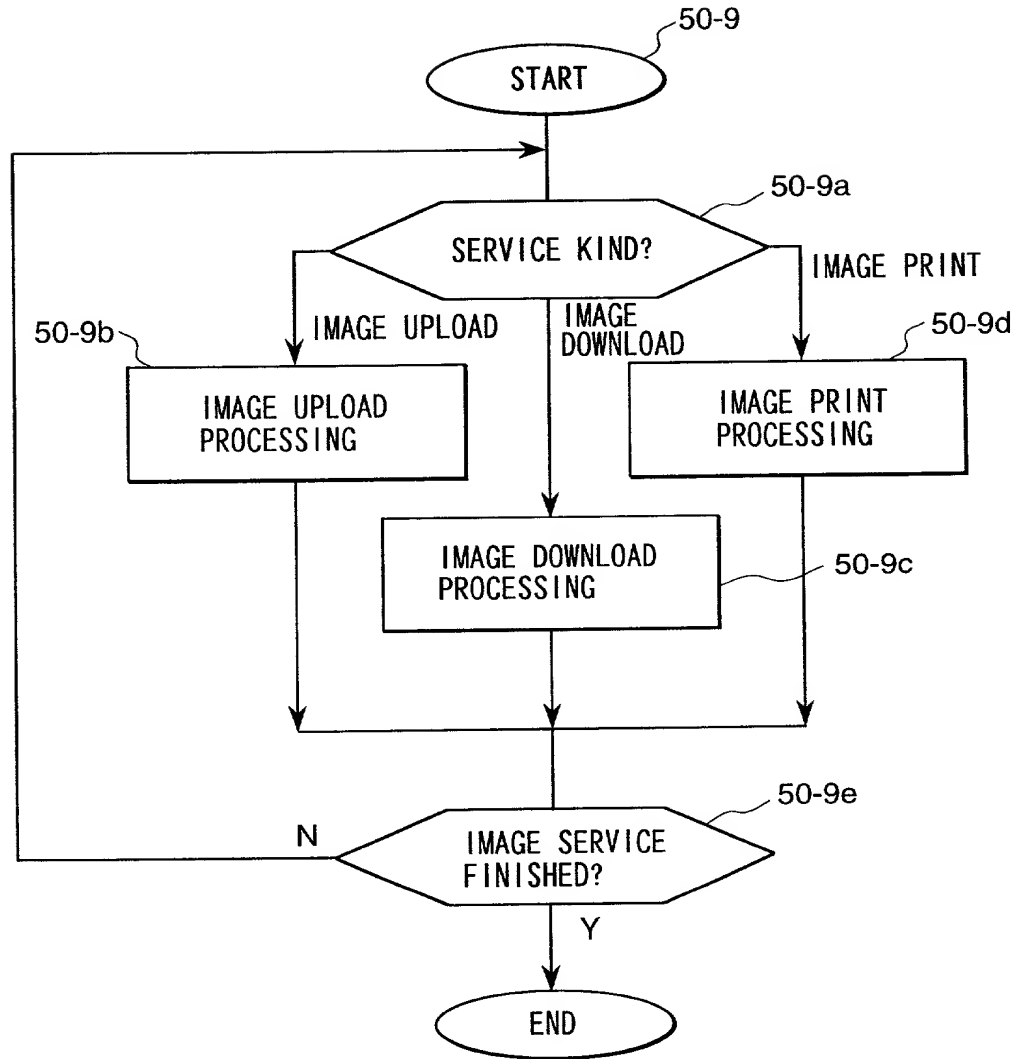 50-9
START
50-9a
SERVICE KIND?
IMAGE PRINT
50-9b
IMAGE UPLOAD
IMAGE
DOWNLOAD
50-9d
IMAGE UPLOAD
PROCESSING
IMAGE PRINT
PROCESSING
IMAGE DOWNLOAD
PROCESSING
50-9c
50-9e
N
IMAGE SERVICE
FINISHED?
Y
END